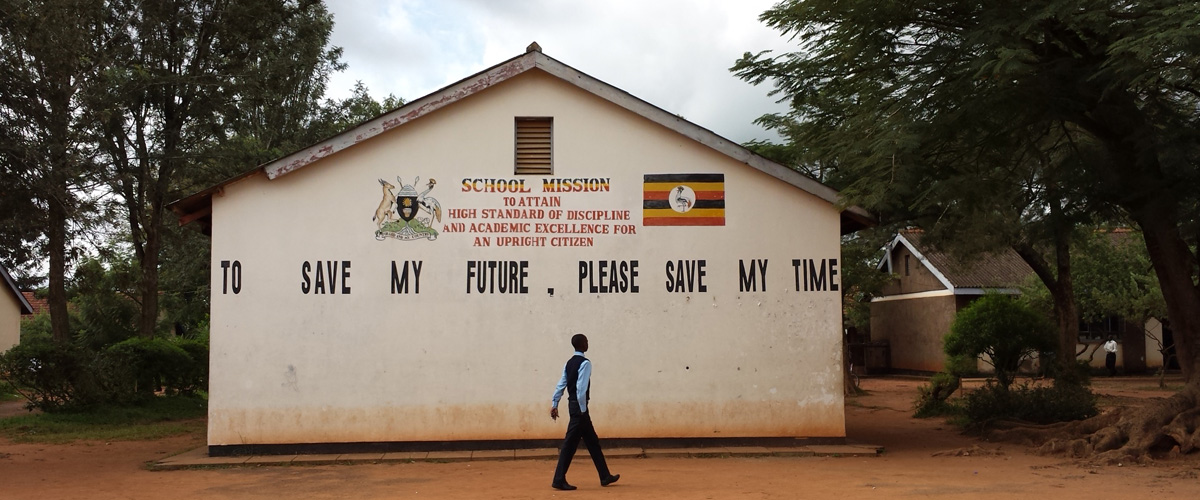 SCHOOL MISSION
TO ATTAIN
HIGH STANDARD OF DISCIPLINE
AND ACADEMIC EXCELLENCE FOR
AN UPRIGHT CITIZEN
TO SAVE MY FUTURE , PLEASE SAVE MY TIME